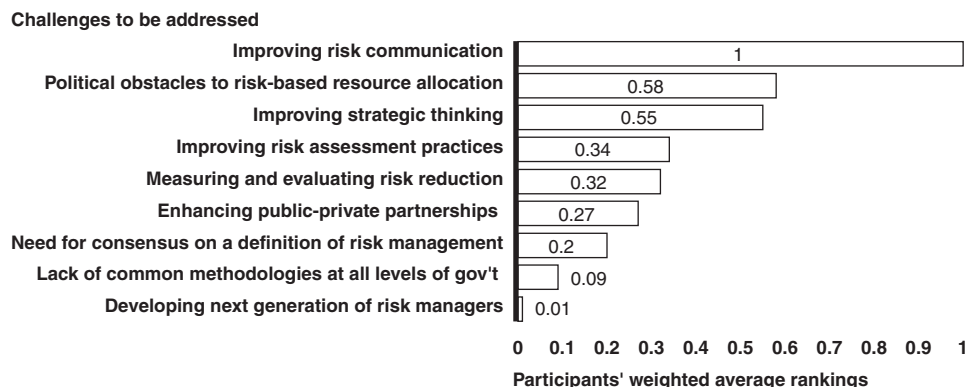 Challenges to be addressed
Improving risk communication 1
Political obstacles to risk-based resource allocation 0.58
Improving strategic thinking 0.55
Improving risk assessment practices 0.34
Measuring and evaluating risk reduction 0.32
Enhancing public-private partnerships 0.27
Need for consensus on a definition of risk management 0.2
Lack of common methodologies at all levels of gov't 0.09
Developing next generation of risk managers 0.01
0 0.1 0.2 0.3 0.4 0.5 0.6 0.7 0.8 0.9 1
Participants' weighted average rankings